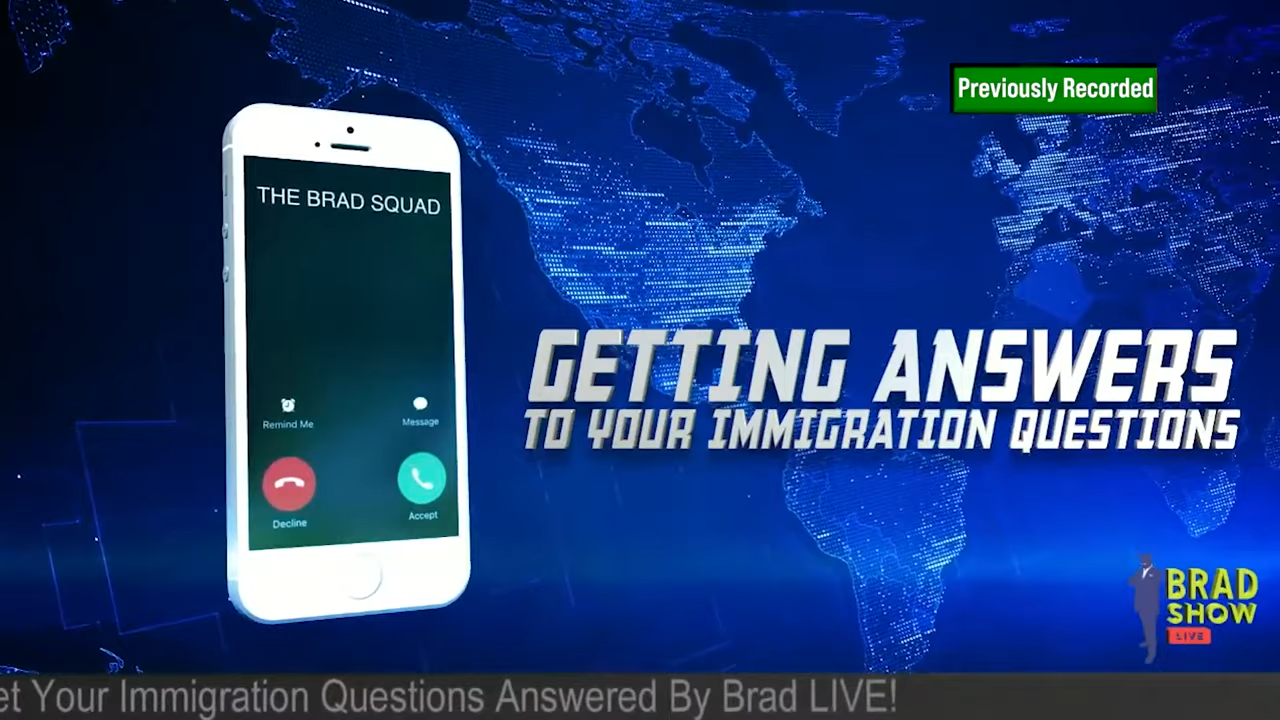 Previously Recorded
THE BRAD SQUAD
GETTING ANSWERS
TO YOUR IMMIGRATION QUESTIONS
Remind Me
Message
Decline
Accept
BRAD
SHOW
LIVE
et Your Immigration Questions Answered By Brad LIVE!